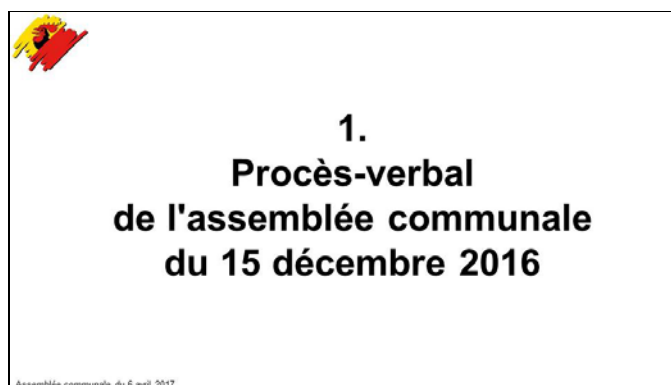 1.
Procès-verbal
de l'assemblée communale
du 15 décembre 2016
Assemblée communale du 6 avril 2017